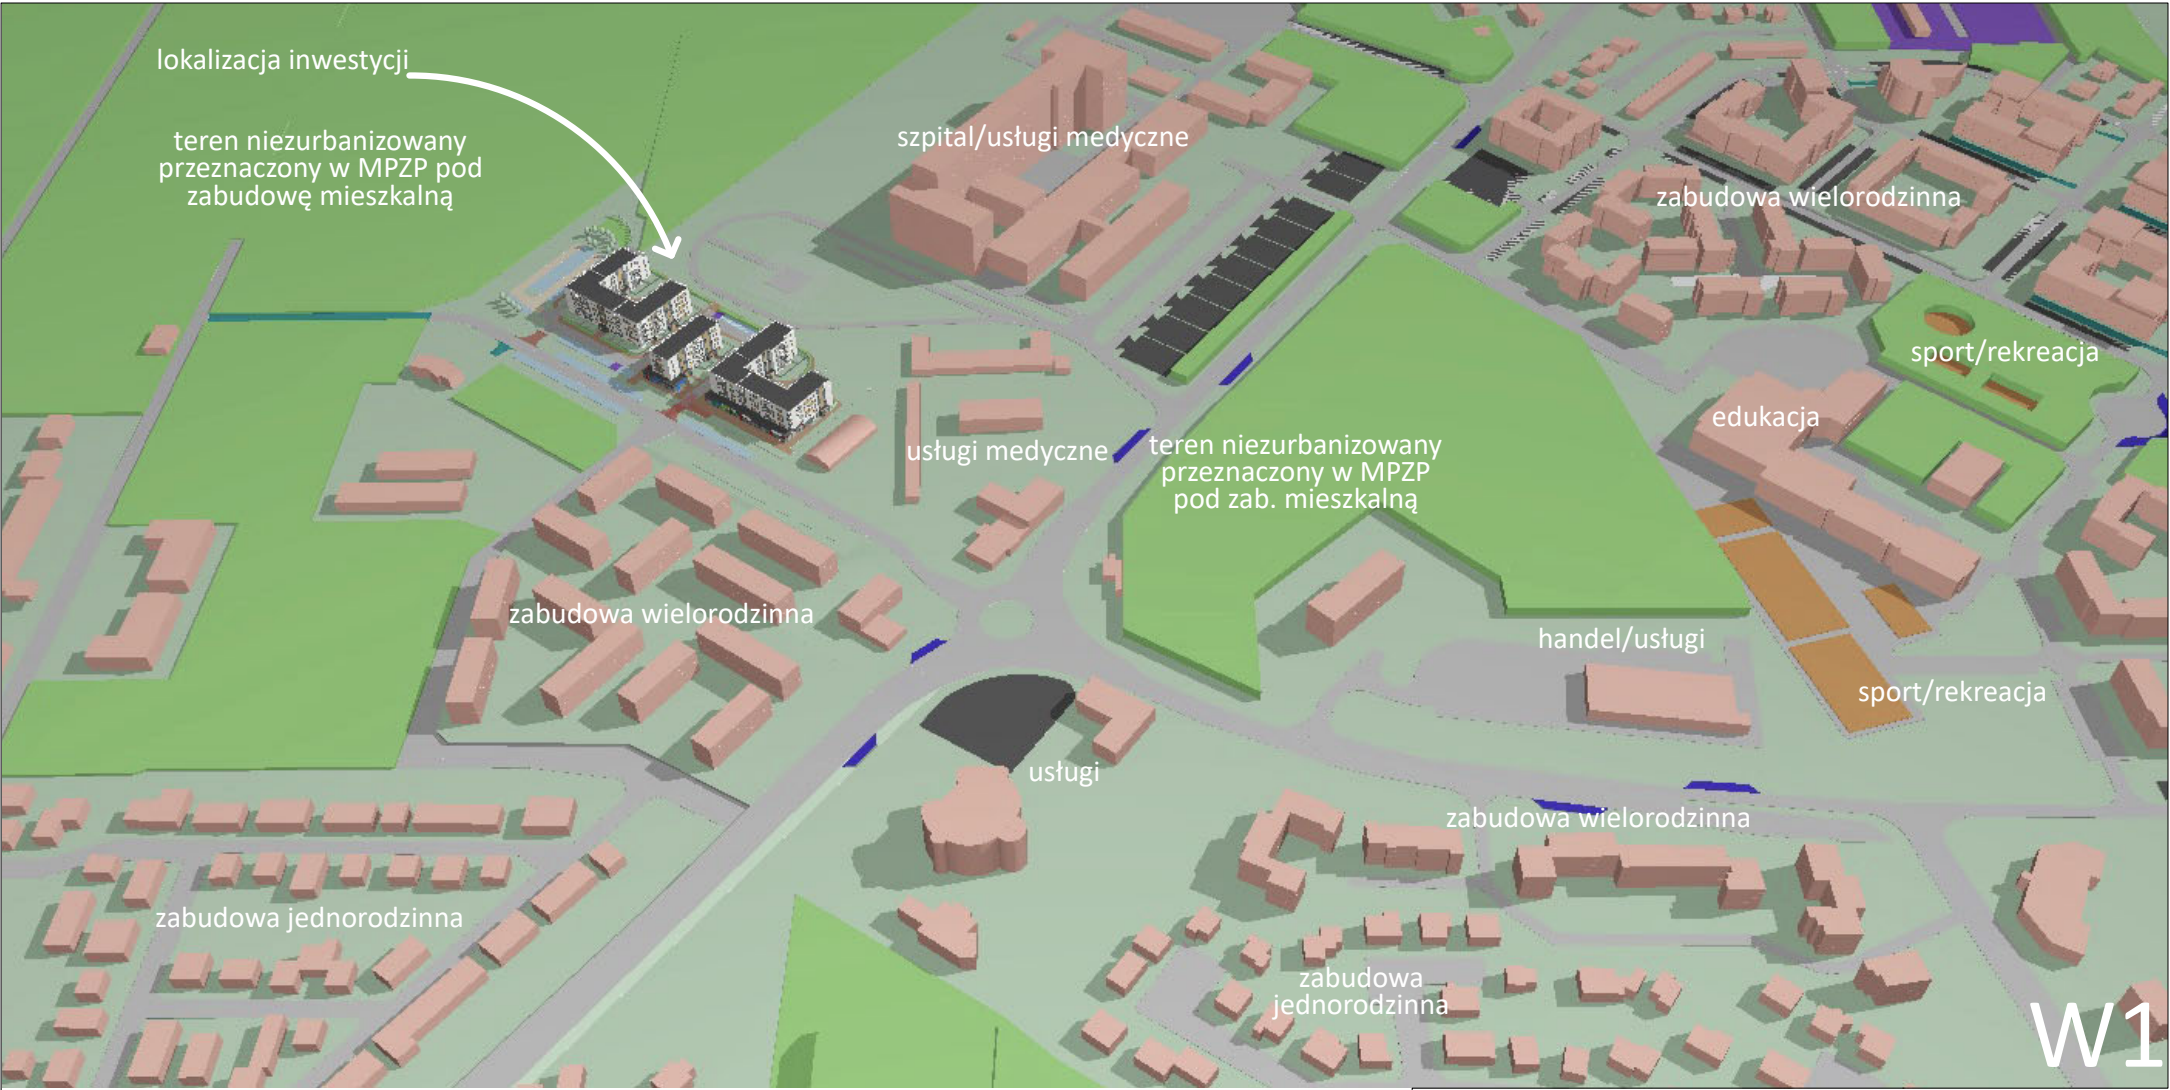 lokalizacja inwestycji
teren niezurbanizowany
przeznaczony w MPZP pod
zabudowę mieszkalną
szpital/usługi medyczne
zabudowa wielorodzinna
sport/rekreacja
edukacja
usługi medyczne
teren niezurbanizowany
przeznaczony w MPZP
pod zab. mieszkalną
zabudowa wielorodzinna
handel/usługi
sport/rekreacja
usługi
zabudowa wielorodzinna
zabudowa jednorodzinna
zabudowa
jednorodzinna
W1